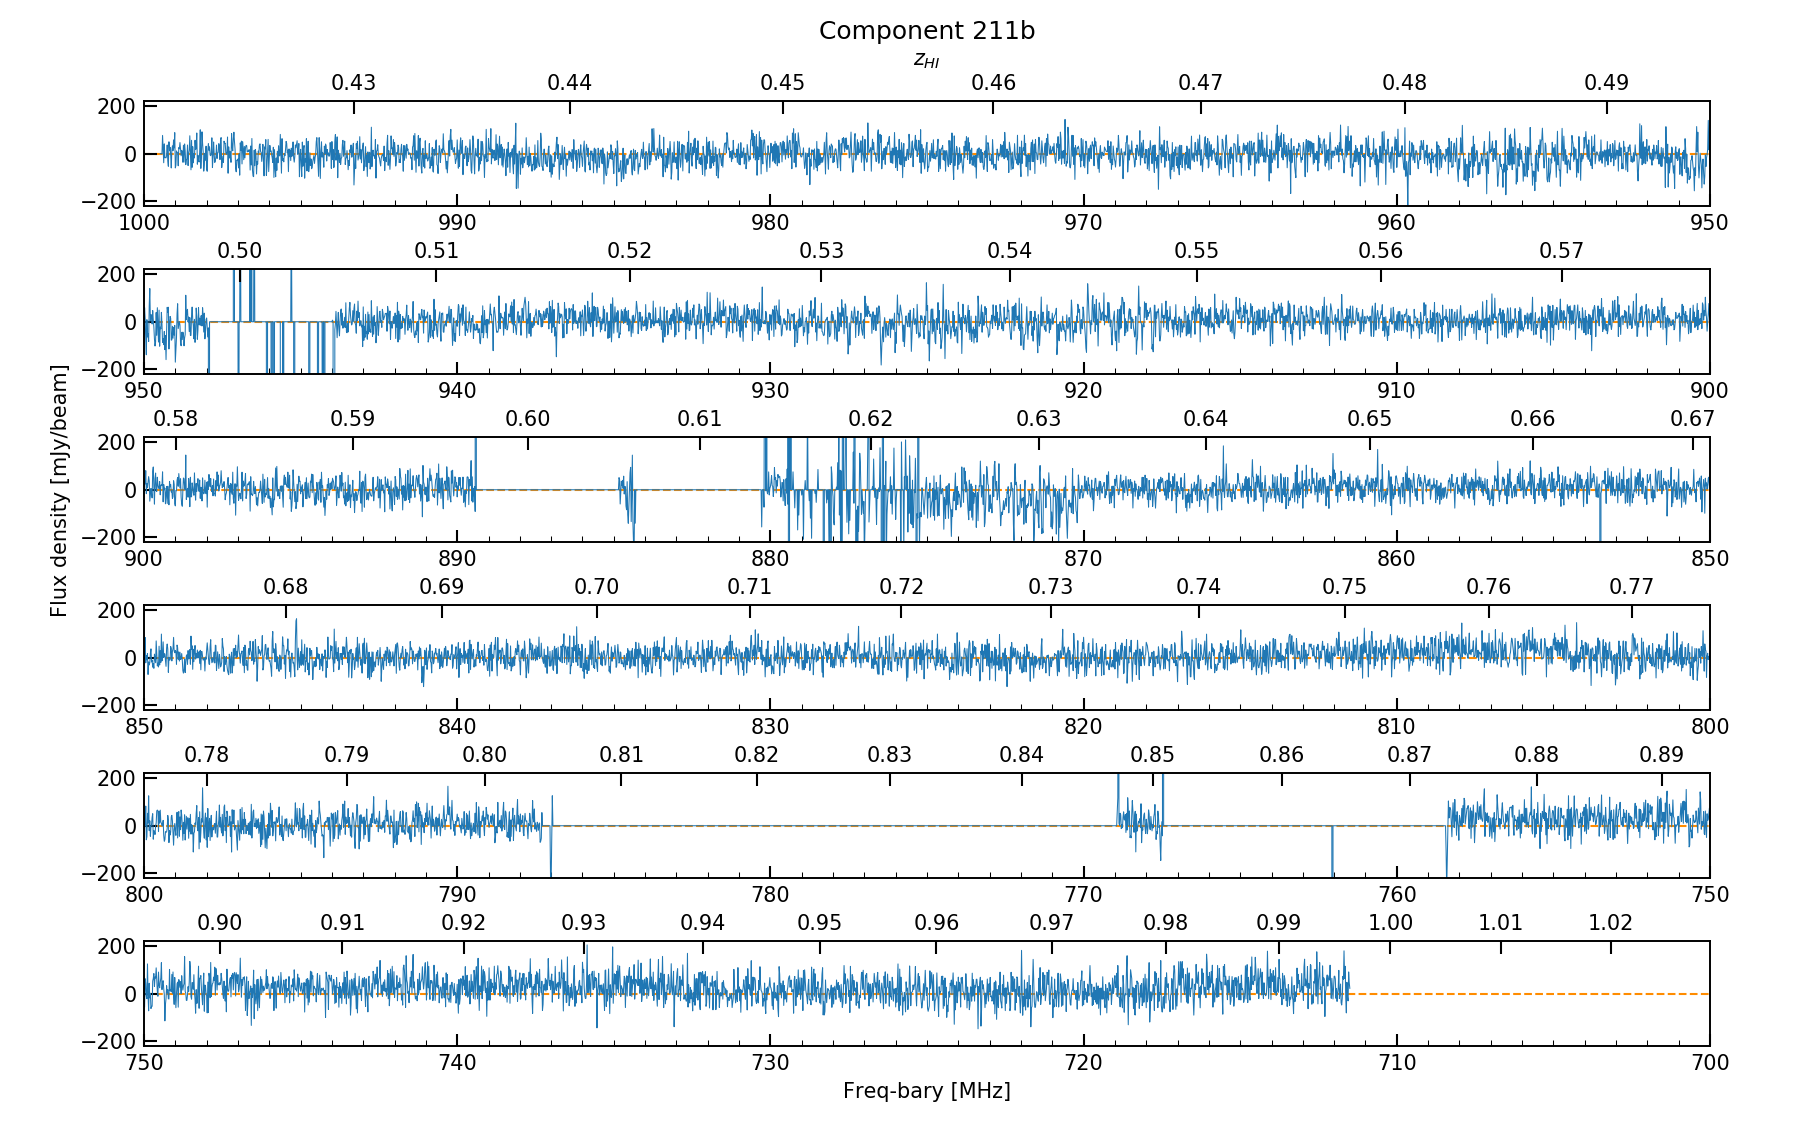 Component 211b
z_HI
0.43 0.44 0.45 0.46 0.47 0.48 0.49
200
0
−200
1000 990 980 970 960 950
0.50 0.51 0.52 0.53 0.54 0.55 0.56 0.57
200
0
−200
950 940 930 920 910 900
0.58 0.59 0.60 0.61 0.62 0.63 0.64 0.65 0.66 0.67
200
0
−200
900 890 880 870 860 850
Flux density [mJy/beam]
0.68 0.69 0.70 0.71 0.72 0.73 0.74 0.75 0.76 0.77
200
0
−200
850 840 830 820 810 800
0.78 0.79 0.80 0.81 0.82 0.83 0.84 0.85 0.86 0.87 0.88 0.89
200
0
−200
800 790 780 770 760 750
0.90 0.91 0.92 0.93 0.94 0.95 0.96 0.97 0.98 0.99 1.00 1.01 1.02
200
0
−200
750 740 730 720 710 700
Freq-bary [MHz]